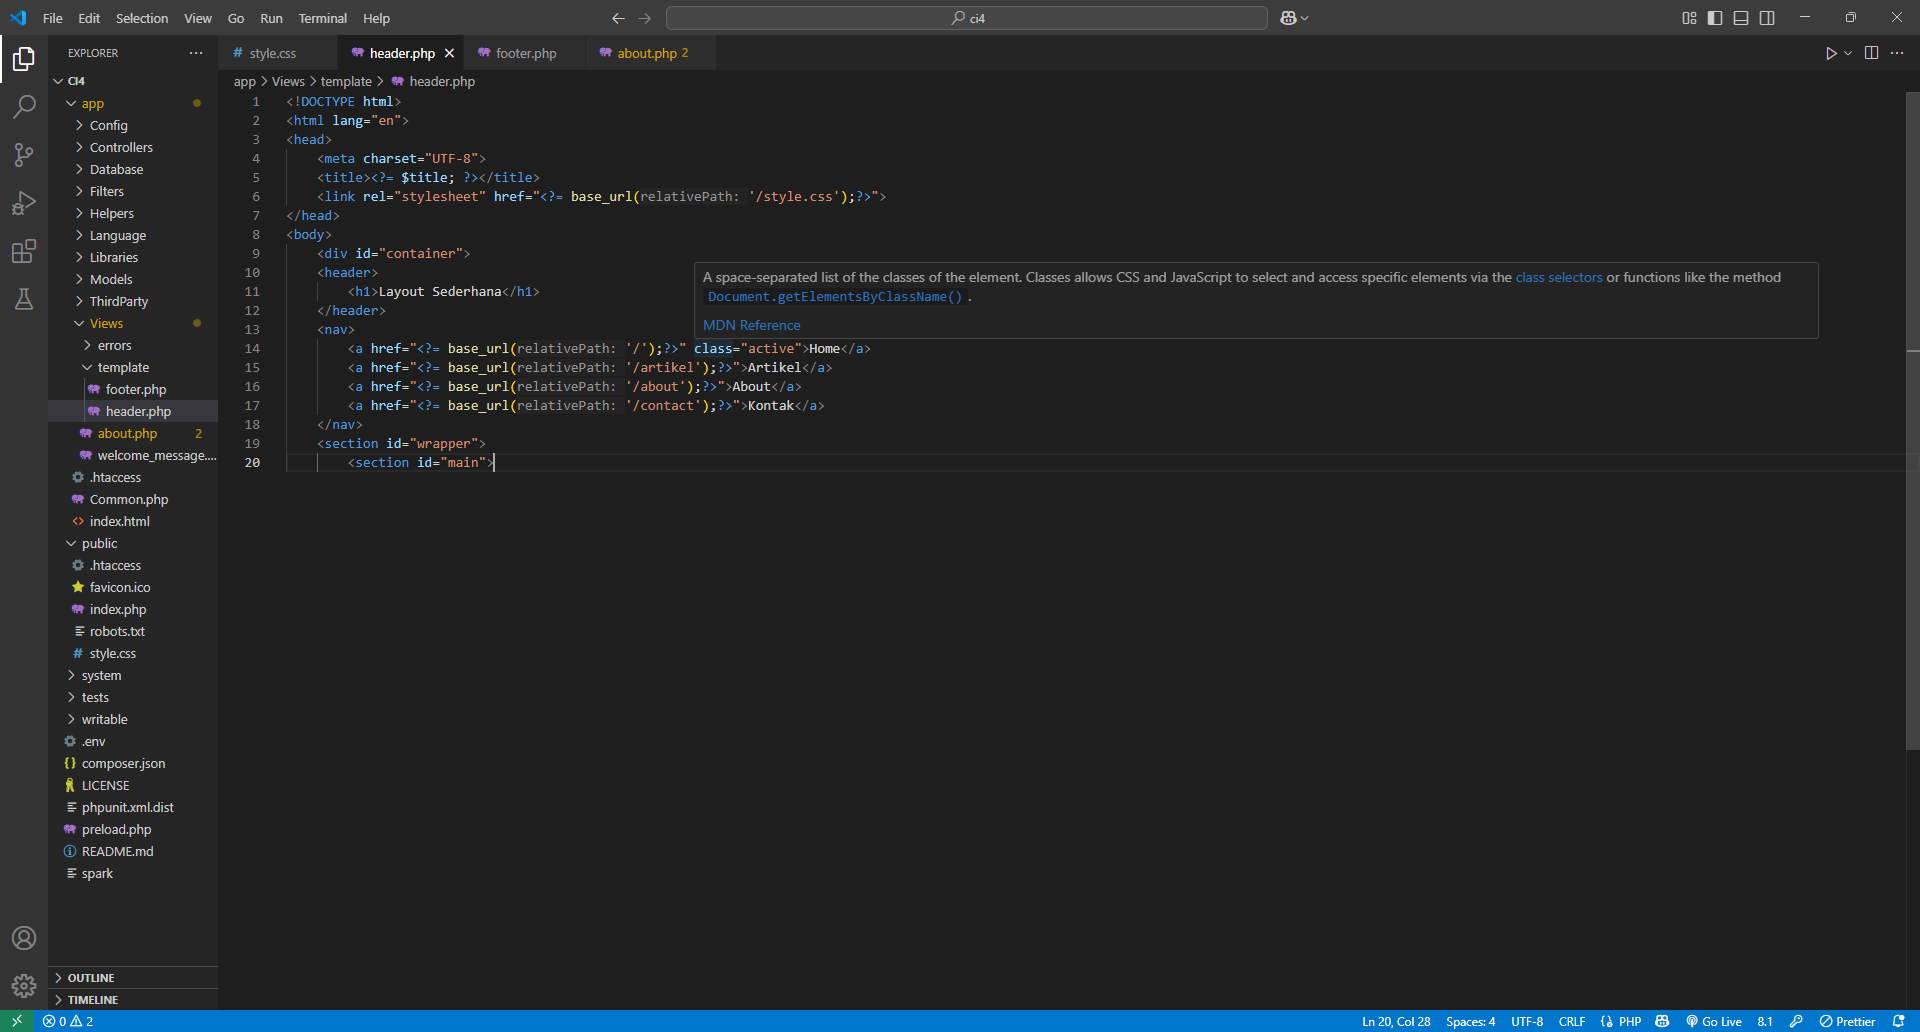 File Edit Selection View Go Run Terminal Help
ci4
EXPLORER
style.css
header.php
footer.php
about.php 2
CI4
app
Config
Controllers
Database
Filters
Helpers
Language
Libraries
Models
ThirdParty
Views
errors
template
footer.php
header.php
about.php 2
welcome_message....
.htaccess
Common.php
index.html
public
.htaccess
favicon.ico
index.php
robots.txt
style.css
system
tests
writable
.env
composer.json
LICENSE
phpunit.xml.dist
preload.php
README.md
spark
OUTLINE
TIMELINE
app > Views > template > header.php
1 <!DOCTYPE html>
2 <html lang="en">
3 <head>
4 <meta charset="UTF-8">
5 <title><?= $title; ?></title>
6 <link rel="stylesheet" href="<?= base_url(relativePath: '/style.css');?>">
7 </head>
8 <body>
9 <div id="container">
10 <header>
11 <h1>Layout Sederhana</h1>
12 </header>
13 <nav>
14 <a href="<?= base_url(relativePath: '/');?>" class="active">Home</a>
15 <a href="<?= base_url(relativePath: '/artikel');?>">Artikel</a>
16 <a href="<?= base_url(relativePath: '/about');?>">About</a>
17 <a href="<?= base_url(relativePath: '/contact');?>">Kontak</a>
18 </nav>
19 <section id="wrapper">
20 <section id="main">
A space-separated list of the classes of the element. Classes allows CSS and JavaScript to select and access specific elements via the class selectors or functions like the method
Document.getElementsByClassName() .
MDN Reference
0 2
Ln 20, Col 28 Spaces: 4 UTF-8 CRLF PHP Go Live 8.1 Prettier